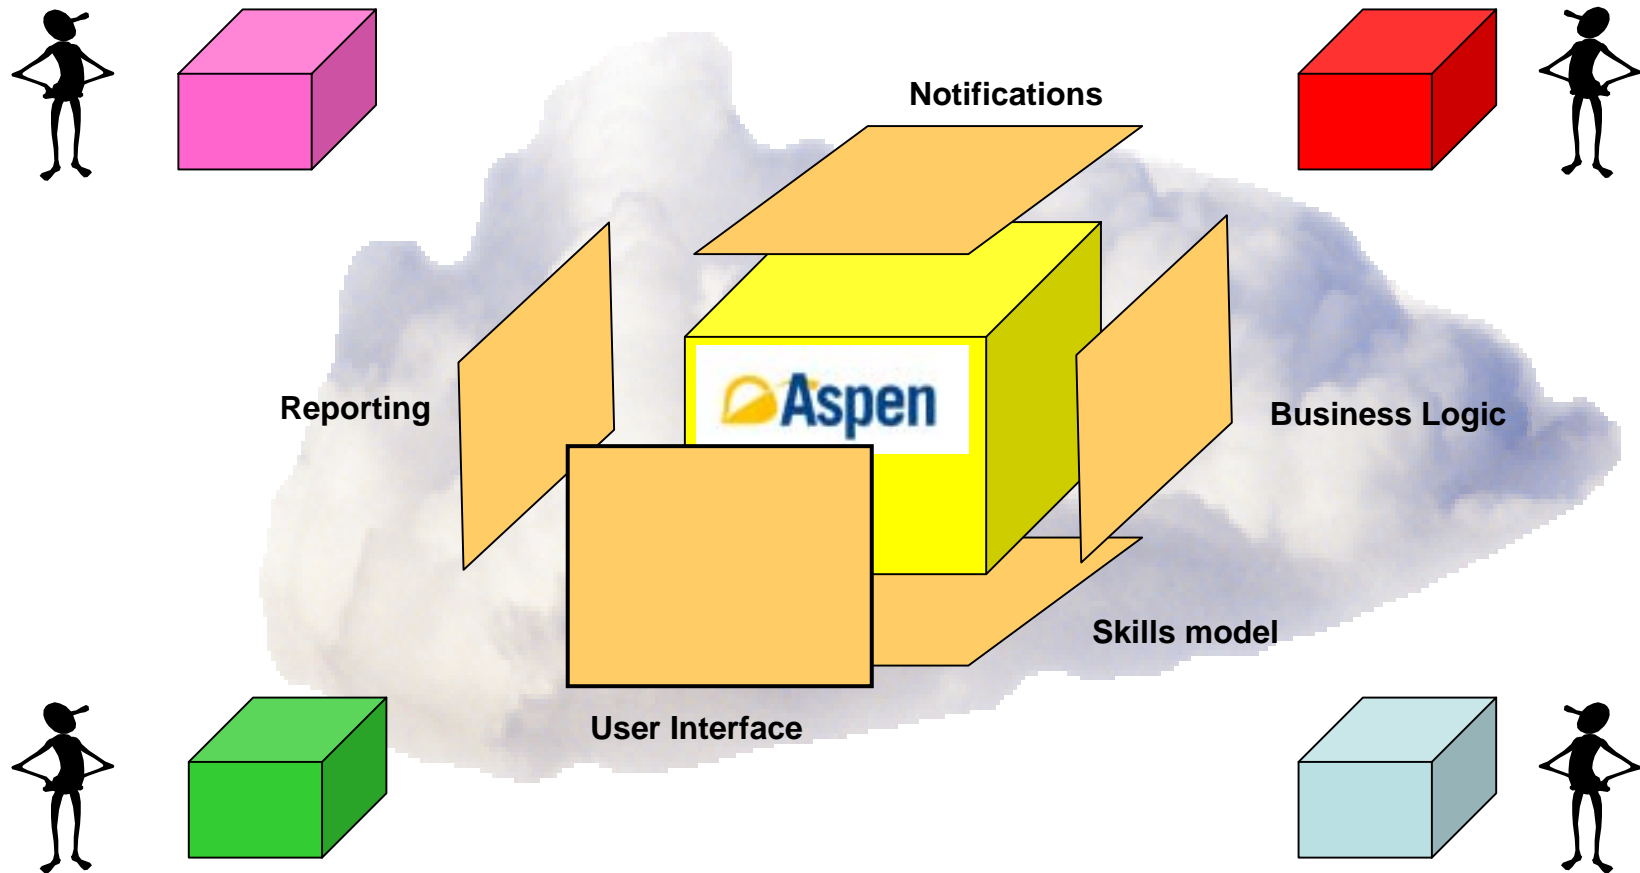 Notifications
Aspen
Reporting
Business Logic
Skills model
User Interface